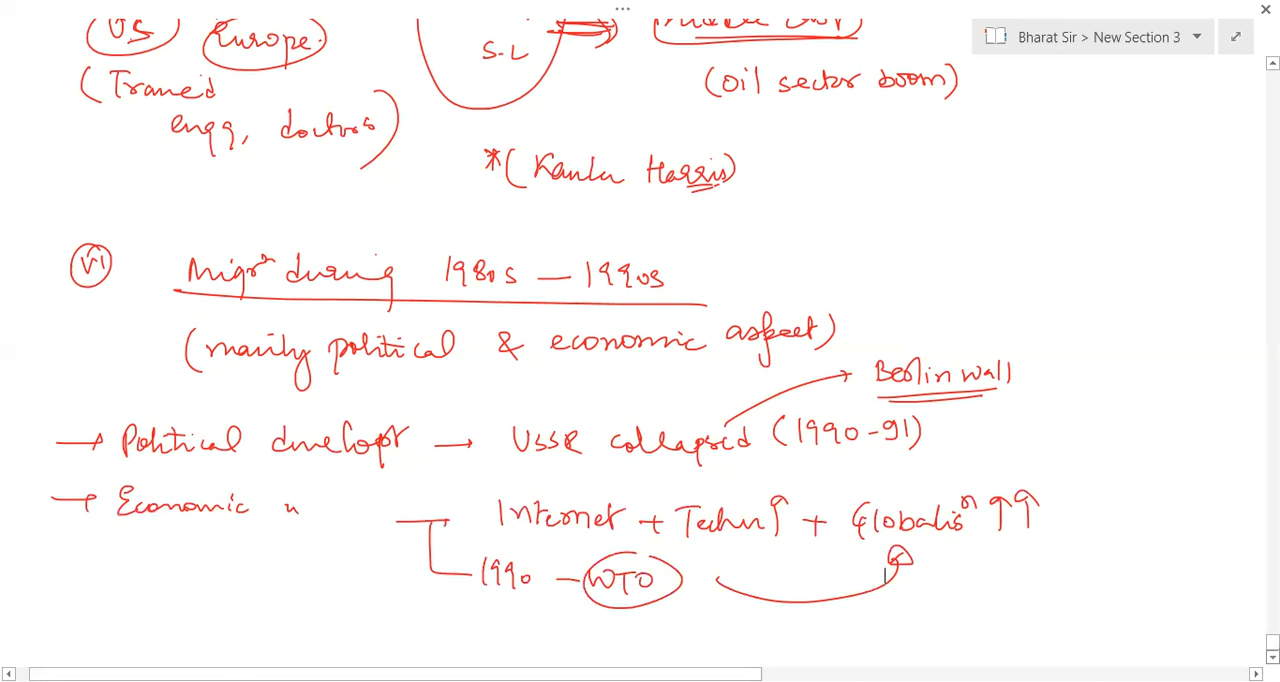 ...
Bharat Sir > New Section 3
(US) (Europe)
S.L
(Trained
engg, doctors)
(oil sector boom)
*(Kamla Harris)
(vi) Migrⁿ during 1980s — 1990s
(mainly political & economic aspect)
Berlin wall
→ Political develop → USSR collapsed (1990-91)
→ Economic "
Internet + Techn ↑ + Globalisⁿ ↑↑
1990 — WTO